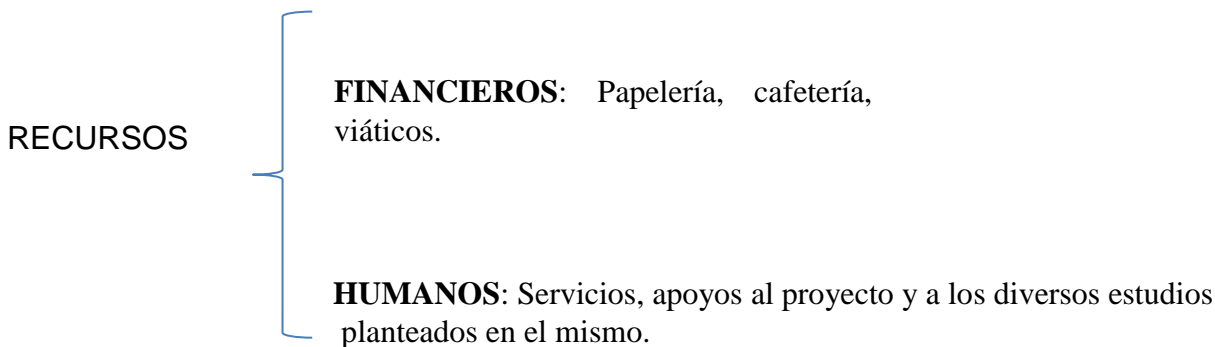 RECURSOS
FINANCIEROS: Papelería, cafetería,
viáticos.
HUMANOS: Servicios, apoyos al proyecto y a los diversos estudios
planteados en el mismo.